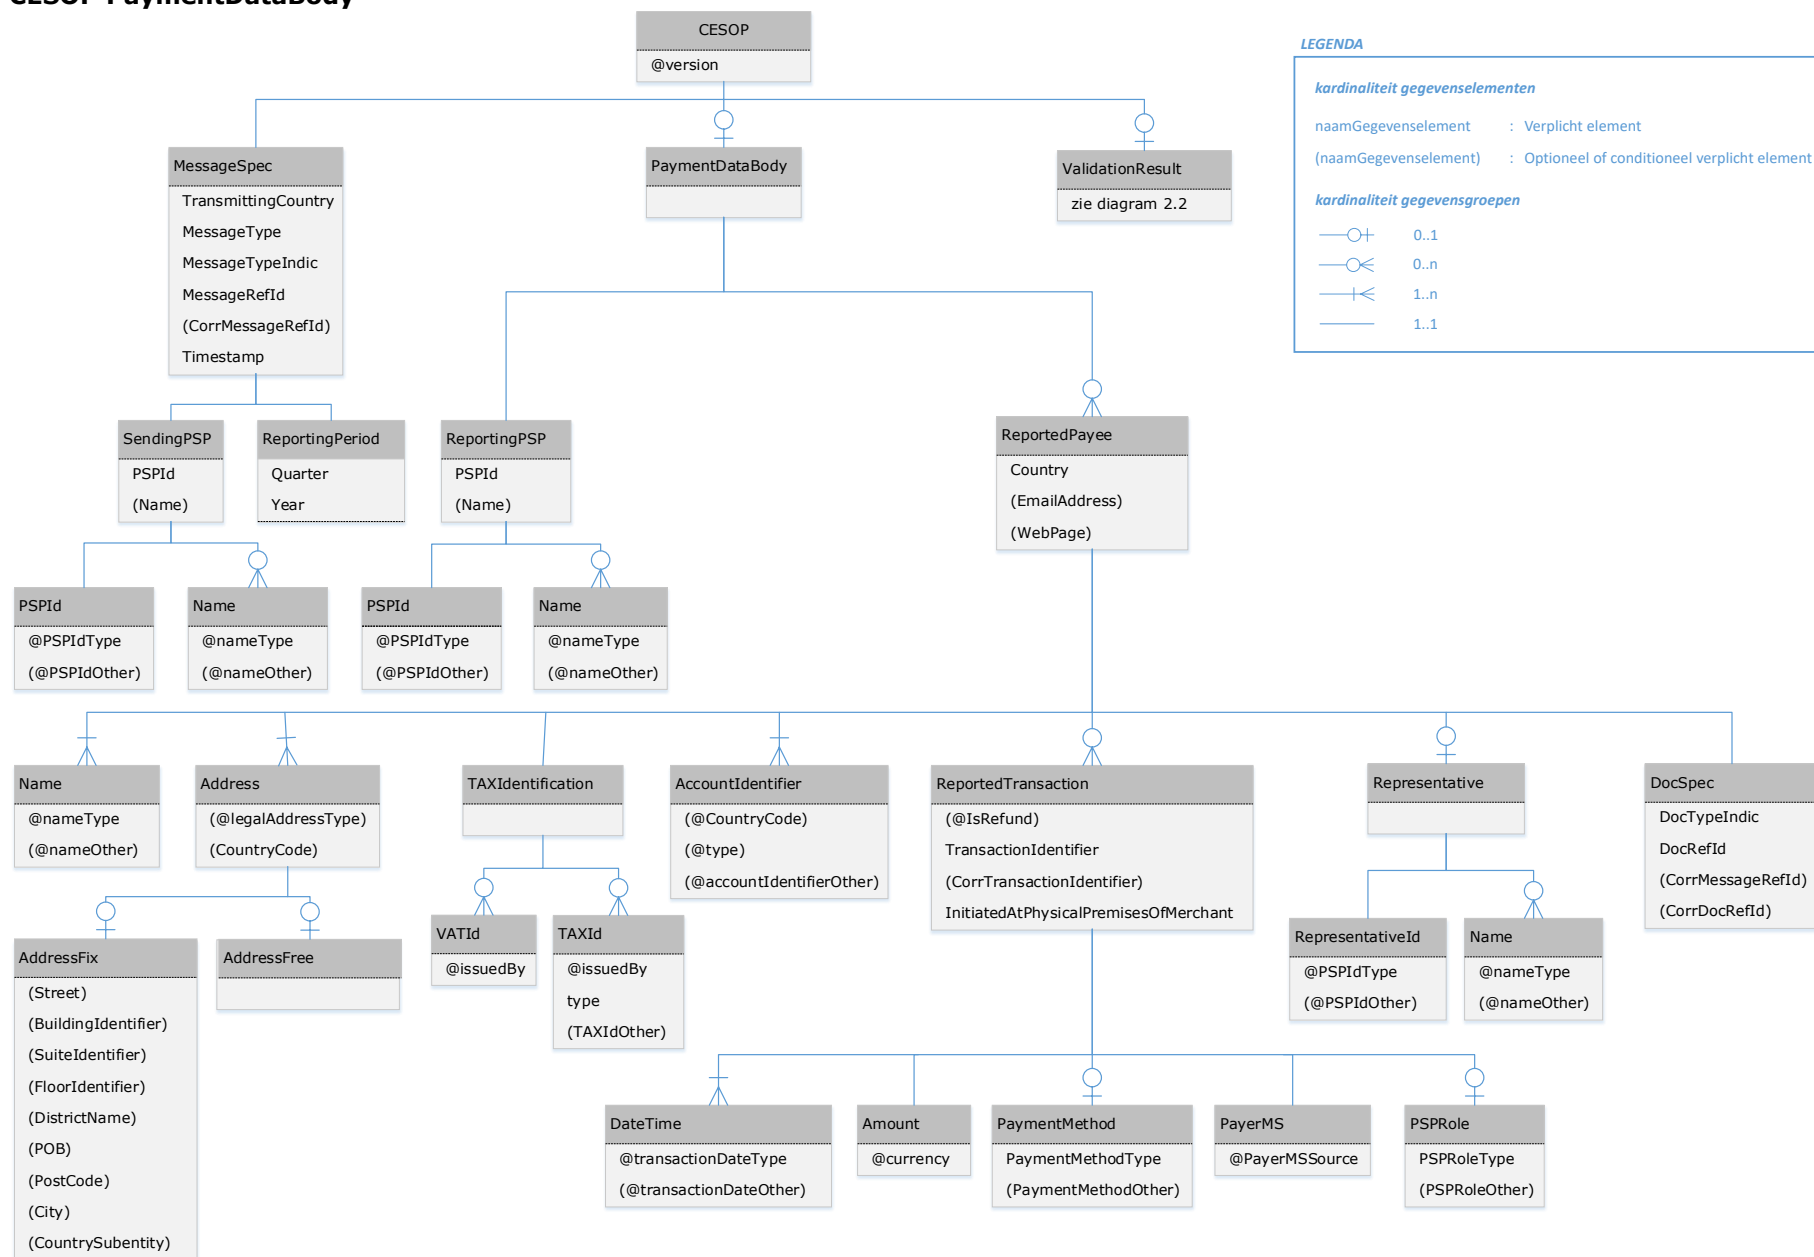 CESOP PaymentDataBody
CESOP
@version
LEGENDA
kardinaliteit gegevenselementen
naamGegevenselement : Verplicht element
(naamGegevenselement) : Optioneel of conditioneel verplicht element
kardinaliteit gegevensgroepen
0..1
0..n
1..n
1..1
MessageSpec
TransmittingCountry
MessageType
MessageTypeIndic
MessageRefId
(CorrMessageRefId)
Timestamp
PaymentDataBody
ValidationResult
zie diagram 2.2
SendingPSP
PSPId
(Name)
ReportingPeriod
Quarter
Year
ReportingPSP
PSPId
(Name)
ReportedPayee
Country
(EmailAddress)
(WebPage)
PSPId
@PSPIdType
(@PSPIdOther)
Name
@nameType
(@nameOther)
PSPId
@PSPIdType
(@PSPIdOther)
Name
@nameType
(@nameOther)
Name
@nameType
(@nameOther)
Address
(@legalAddressType)
(CountryCode)
TAXIdentification
AccountIdentifier
(@CountryCode)
(@type)
(@accountIdentifierOther)
ReportedTransaction
(@IsRefund)
TransactionIdentifier
(CorrTransactionIdentifier)
InitiatedAtPhysicalPremisesOfMerchant
Representative
DocSpec
DocTypeIndic
DocRefId
(CorrMessageRefId)
(CorrDocRefId)
AddressFix
(Street)
(BuildingIdentifier)
(SuiteIdentifier)
(FloorIdentifier)
(DistrictName)
(POB)
(PostCode)
(City)
(CountrySubentity)
AddressFree
VATId
@issuedBy
TAXId
@issuedBy
type
(TAXIdOther)
RepresentativeId
@PSPIdType
(@PSPIdOther)
Name
@nameType
(@nameOther)
DateTime
@transactionDateType
(@transactionDateOther)
Amount
@currency
PaymentMethod
PaymentMethodType
(PaymentMethodOther)
PayerMS
@PayerMSSource
PSPRole
PSPRoleType
(PSPRoleOther)